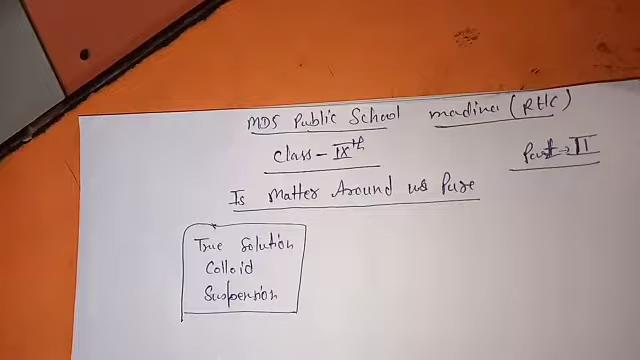 MDS Public School madina (RHC)
Class - IXth
Part - II
Is Matter Around us Pure
True Solution
Colloid
Suspension